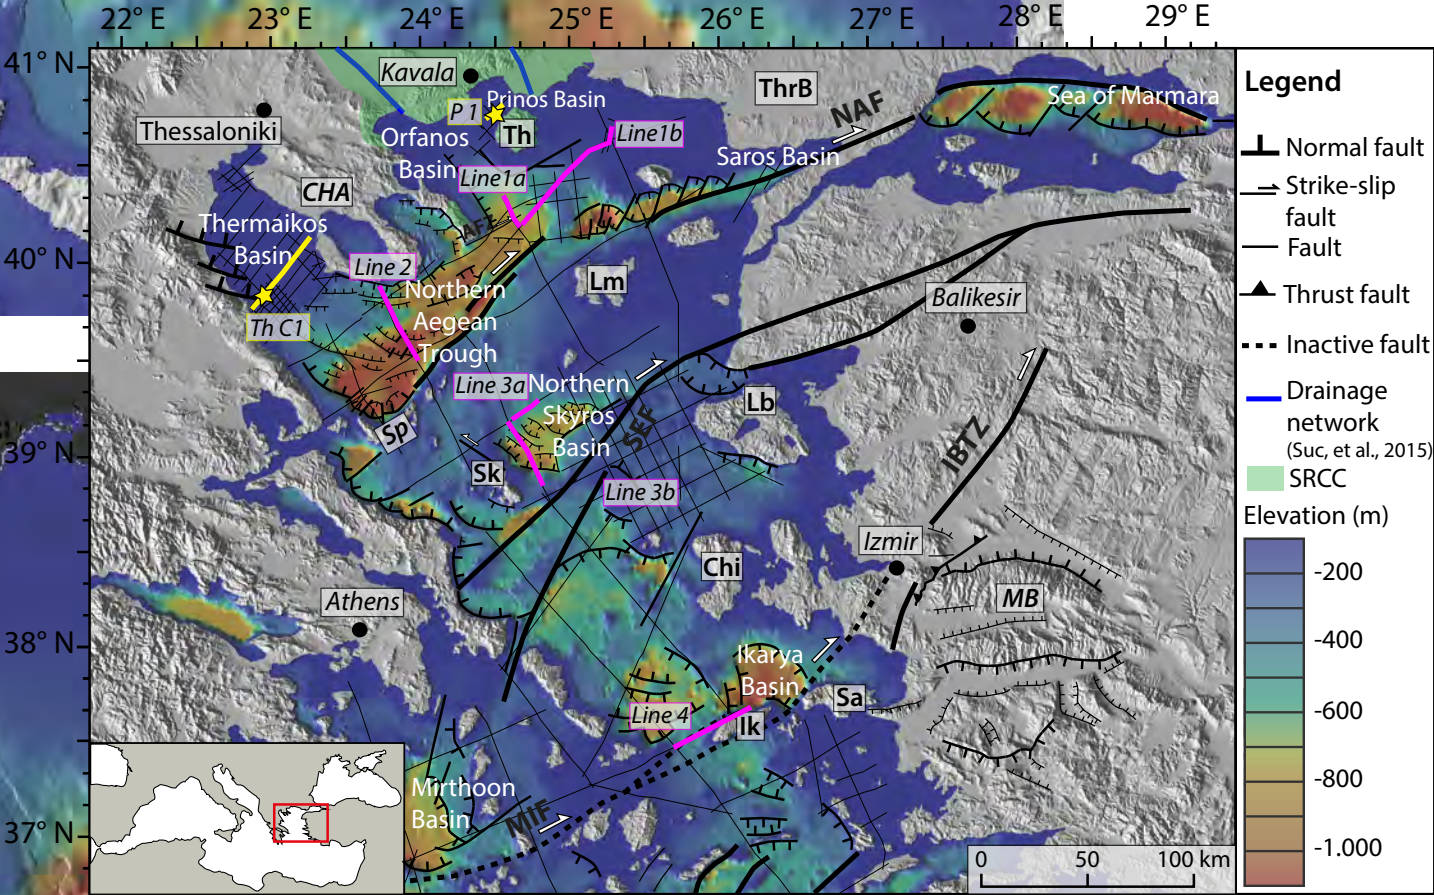 22° E 23° E 24° E 25° E 26° E 27° E 28° E 29° E
41° N
40° N
39° N
38° N
37° N
Kavala
P 1
Prinos Basin
ThrB
NAF
Sea of Marmara
Thessaloniki
Orfanos
Basin
Th
Line1b
Saros Basin
Line1a
CHA
Thermaikos
Basin
Line 2
Northern
Aegean
Trough
Lm
Balikesir
Th C1
Line 3a
Northern
Skyros
Basin
SEF
Lb
Sp
Sk
IBTZ
Line 3b
Izmir
Chi
MB
Athens
Ikarya
Basin
Sa
Line 4
Ik
Mirthoon
Basin
MIF
0 50 100 km
Legend
Normal fault
Strike-slip
fault
Fault
Thrust fault
Inactive fault
Drainage
network
(Suc, et al., 2015)
SRCC
Elevation (m)
-200
-400
-600
-800
-1.000